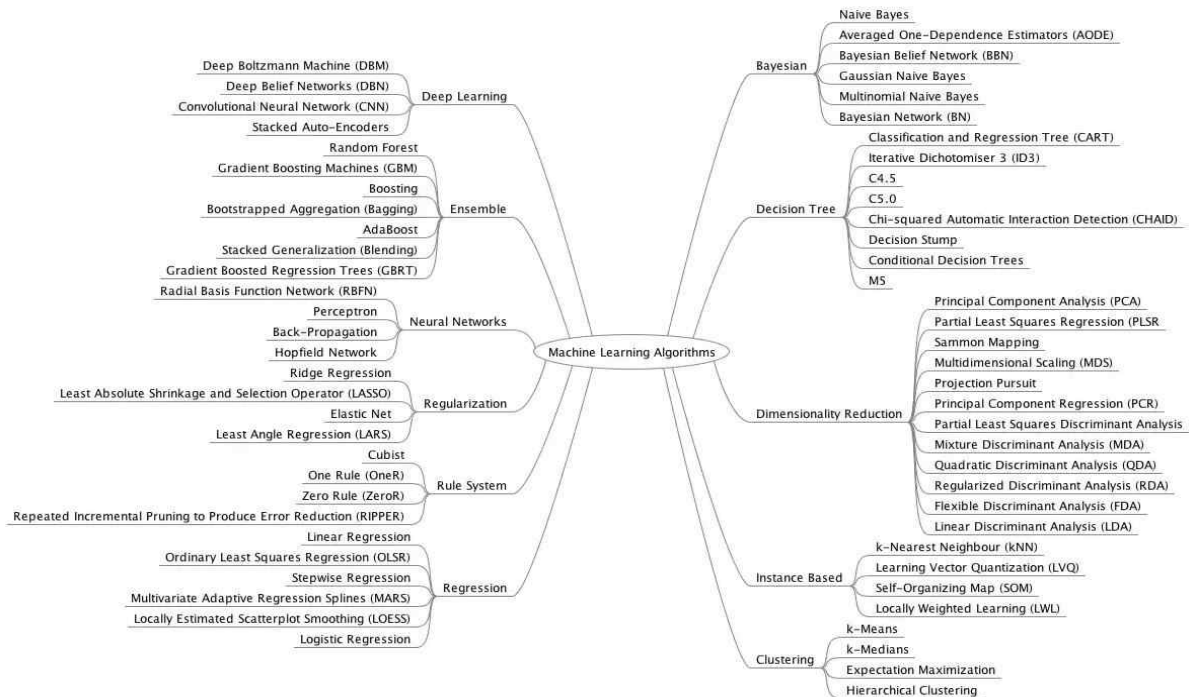 Machine Learning Algorithms
Deep Learning
Deep Boltzmann Machine (DBM)
Deep Belief Networks (DBN)
Convolutional Neural Network (CNN)
Stacked Auto-Encoders
Ensemble
Random Forest
Gradient Boosting Machines (GBM)
Boosting
Bootstrapped Aggregation (Bagging)
AdaBoost
Stacked Generalization (Blending)
Gradient Boosted Regression Trees (GBRT)
Neural Networks
Radial Basis Function Network (RBFN)
Perceptron
Back-Propagation
Hopfield Network
Regularization
Ridge Regression
Least Absolute Shrinkage and Selection Operator (LASSO)
Elastic Net
Least Angle Regression (LARS)
Rule System
Cubist
One Rule (OneR)
Zero Rule (ZeroR)
Repeated Incremental Pruning to Produce Error Reduction (RIPPER)
Regression
Linear Regression
Ordinary Least Squares Regression (OLSR)
Stepwise Regression
Multivariate Adaptive Regression Splines (MARS)
Locally Estimated Scatterplot Smoothing (LOESS)
Logistic Regression
Bayesian
Naive Bayes
Averaged One-Dependence Estimators (AODE)
Bayesian Belief Network (BBN)
Gaussian Naive Bayes
Multinomial Naive Bayes
Bayesian Network (BN)
Decision Tree
Classification and Regression Tree (CART)
Iterative Dichotomiser 3 (ID3)
C4.5
C5.0
Chi-squared Automatic Interaction Detection (CHAID)
Decision Stump
Conditional Decision Trees
M5
Dimensionality Reduction
Principal Component Analysis (PCA)
Partial Least Squares Regression (PLSR
Sammon Mapping
Multidimensional Scaling (MDS)
Projection Pursuit
Principal Component Regression (PCR)
Partial Least Squares Discriminant Analysis
Mixture Discriminant Analysis (MDA)
Quadratic Discriminant Analysis (QDA)
Regularized Discriminant Analysis (RDA)
Flexible Discriminant Analysis (FDA)
Linear Discriminant Analysis (LDA)
Instance Based
k-Nearest Neighbour (kNN)
Learning Vector Quantization (LVQ)
Self-Organizing Map (SOM)
Locally Weighted Learning (LWL)
Clustering
k-Means
k-Medians
Expectation Maximization
Hierarchical Clustering